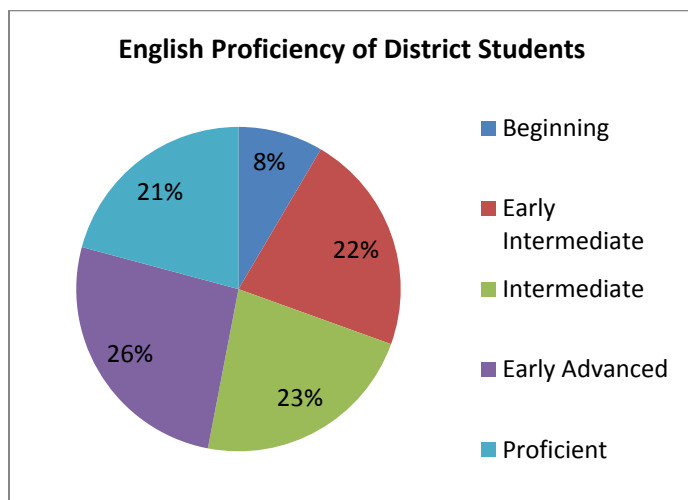 English Proficiency of District Students
8%
22%
23%
26%
21%
Beginning
Early
Intermediate
Intermediate
Early Advanced
Proficient